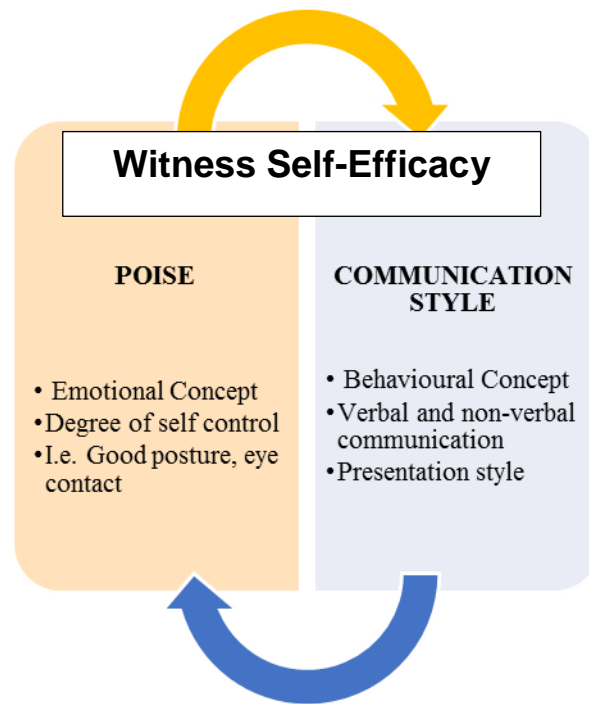 Witness Self-Efficacy
POISE
• Emotional Concept
•Degree of self control
•I.e. Good posture, eye
contact
COMMUNICATION
STYLE
• Behavioural Concept
•Verbal and non-verbal
communication
•Presentation style